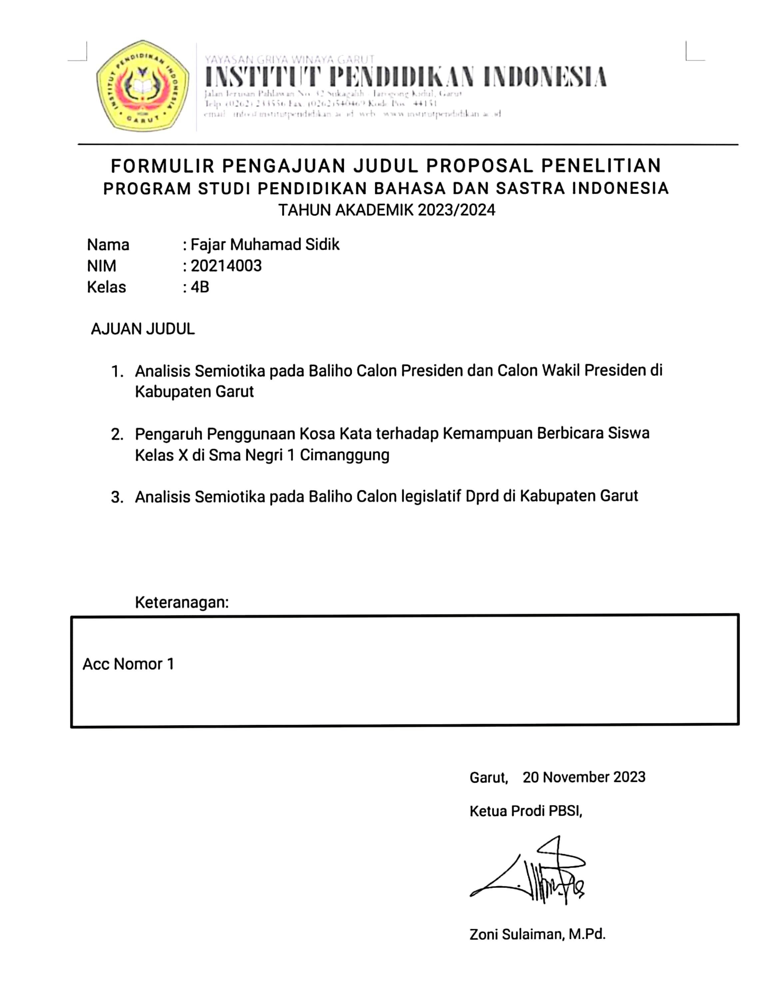 INSTITUT PENDIDIKAN INDONESIA
GARUT
YAYASAN GRIYA WINAYA GARUT
INSTITUT PENDIDIKAN INDONESIA
Jalan Terusan Pahlawan No. 32 Sukagalih - Tarogong Kidul, Garut
Telp. (0262) 233556 Fax. (0262)540469 Kode Pos 44151
email info@institutpendidikan.ac.id web www.institutpendidikan.ac.id
FORMULIR PENGAJUAN JUDUL PROPOSAL PENELITIAN
PROGRAM STUDI PENDIDIKAN BAHASA DAN SASTRA INDONESIA
TAHUN AKADEMIK 2023/2024
Nama : Fajar Muhamad Sidik
NIM : 20214003
Kelas : 4B
AJUAN JUDUL
1. Analisis Semiotika pada Baliho Calon Presiden dan Calon Wakil Presiden di
Kabupaten Garut
2. Pengaruh Penggunaan Kosa Kata terhadap Kemampuan Berbicara Siswa
Kelas X di Sma Negri 1 Cimanggung
3. Analisis Semiotika pada Baliho Calon legislatif Dprd di Kabupaten Garut
Keteranagan:
Acc Nomor 1
Garut, 20 November 2023
Ketua Prodi PBSI,
Zoni Sulaiman, M.Pd.